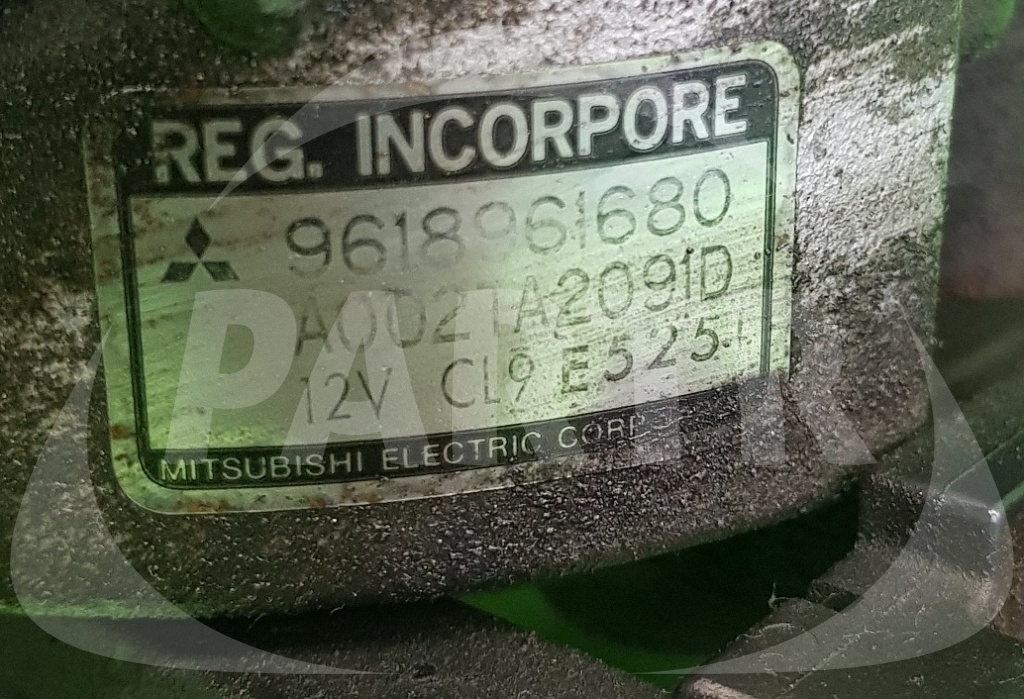 REG. INCORPORE
9618961680
A002TA2091D
12V CL9 E525
MITSUBISHI ELECTRIC CORP